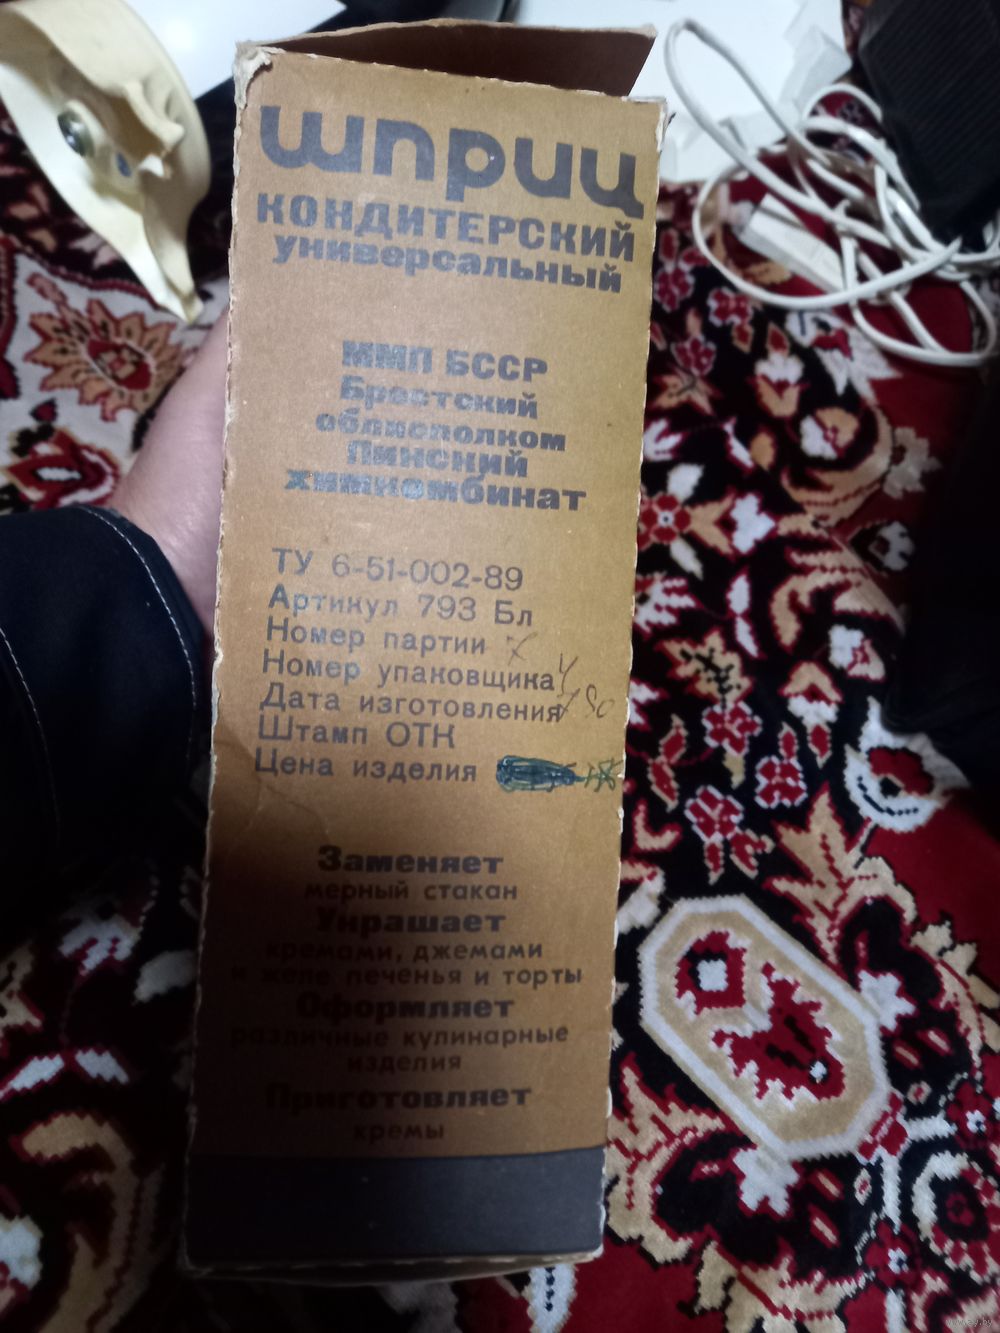 шприц
КОНДИТЕРСКИЙ
универсальный
ММП БССР
Брестский
облисполком
Пинский
химкомбинат
ТУ 6-51-002-89
Артикул 793 Бл
Номер партии
Номер упаковщика
Дата изготовления
Штамп ОТК
Цена изделия
Заменяет
мерный стакан
Украшает
кремами, джемами
и желе печенья и торты
Оформляет
различные кулинарные
изделия
Приготовляет
кремы